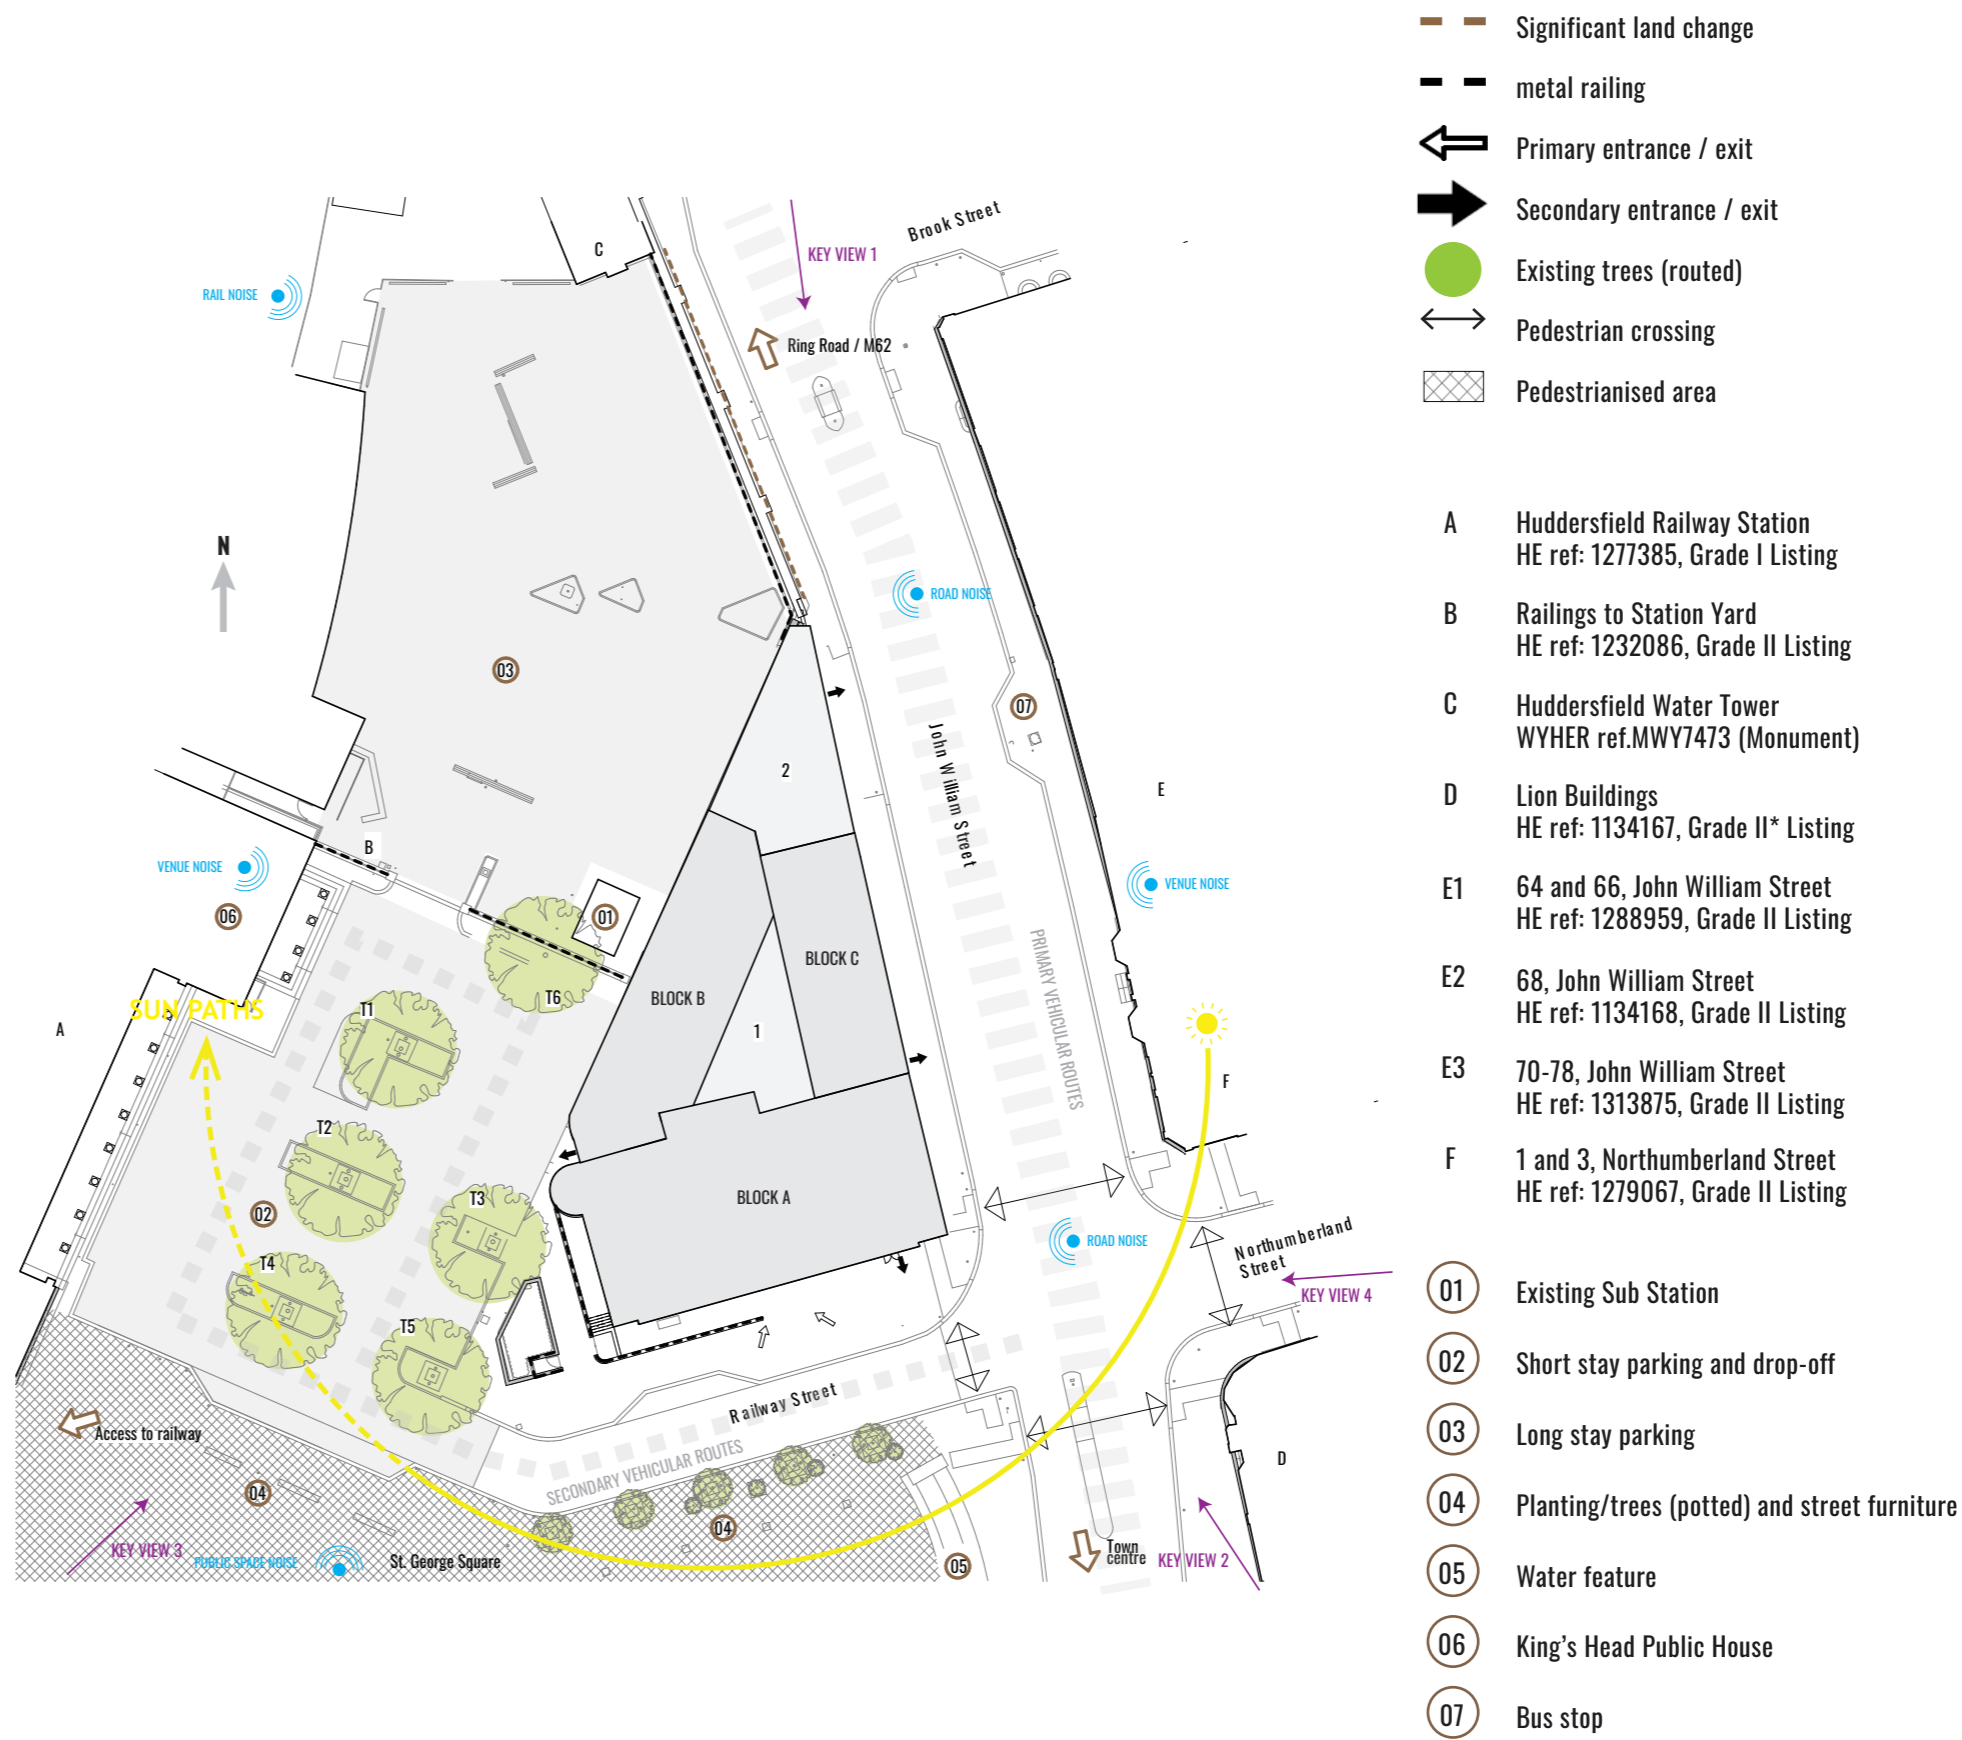 Significant land change
metal railing
Primary entrance / exit
Secondary entrance / exit
Existing trees (routed)
Pedestrian crossing
Pedestrianised area
A
Huddersfield Railway Station
HE ref: 1277385, Grade I Listing
B
Railings to Station Yard
HE ref: 1232086, Grade II Listing
C
Huddersfield Water Tower
WYHER ref.MWY7473 (Monument)
D
Lion Buildings
HE ref: 1134167, Grade II* Listing
E1
64 and 66, John William Street
HE ref: 1288959, Grade II Listing
E2
68, John William Street
HE ref: 1134168, Grade II Listing
E3
70-78, John William Street
HE ref: 1313875, Grade II Listing
F
1 and 3, Northumberland Street
HE ref: 1279067, Grade II Listing
01
Existing Sub Station
02
Short stay parking and drop-off
03
Long stay parking
04
Planting/trees (potted) and street furniture
05
Water feature
06
King's Head Public House
07
Bus stop
Brook Street
C
KEY VIEW 1
RAIL NOISE
Ring Road / M62
N
ROAD NOISE
03
07
2
John William Street
E
B
VENUE NOISE
VENUE NOISE
06
01
BLOCK C
BLOCK B
T6
SUN PATHS
T1
A
1
PRIMARY VEHICULAR ROUTES
F
T2
BLOCK A
T3
02
ROAD NOISE
Northumberland
Street
T4
KEY VIEW 4
T5
Railway Street
Access to railway
SECONDARY VEHICULAR ROUTES
D
04
04
KEY VIEW 3
PUBLIC SPACE NOISE
St. George Square
05
Town
centre
KEY VIEW 2